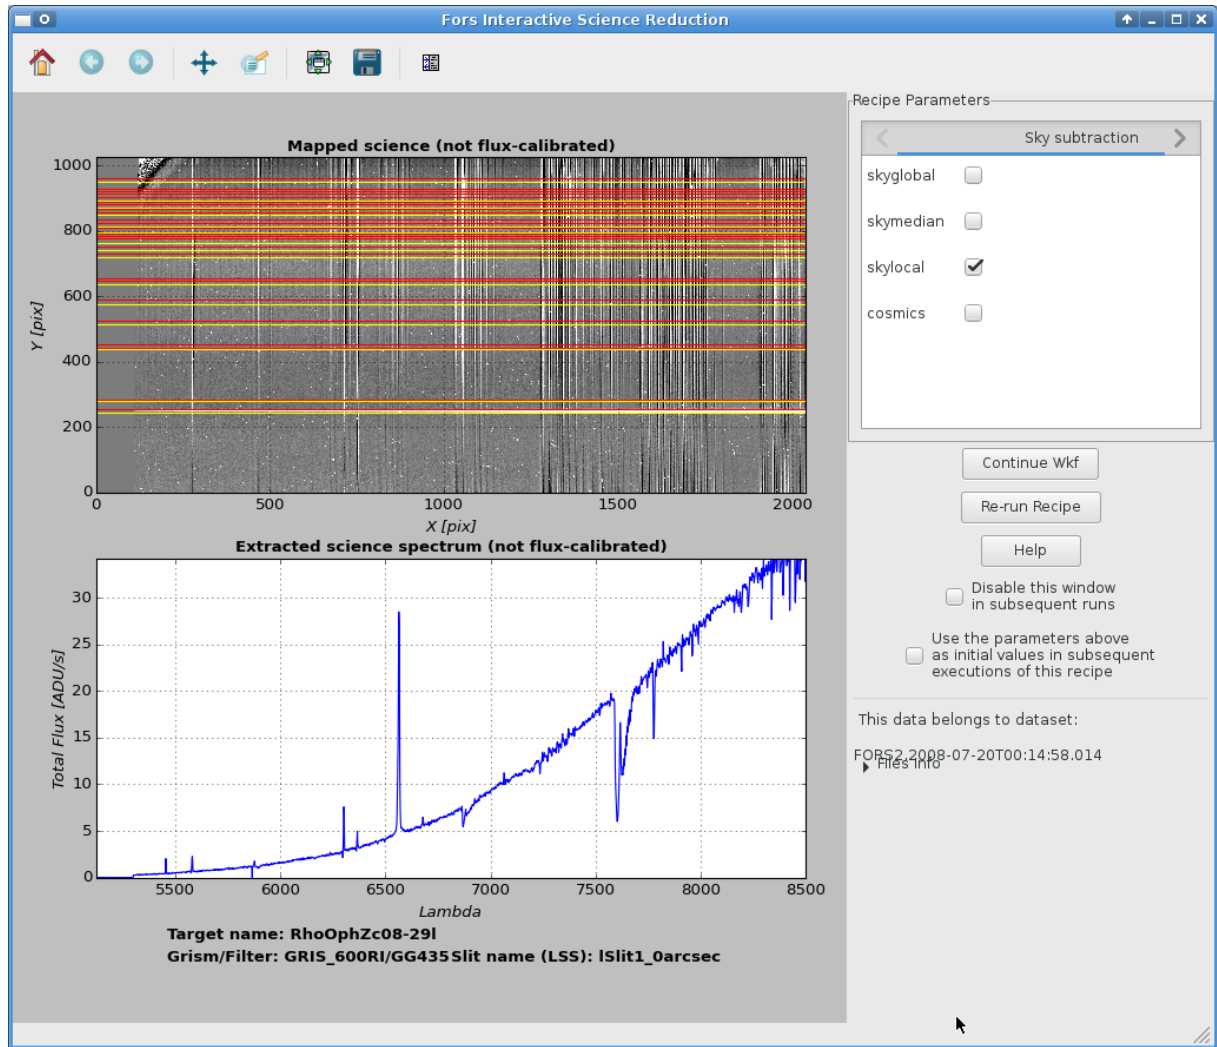 Fors Interactive Science Reduction
Mapped science (not flux-calibrated)
1000
800
600
400
200
0
Y [pix]
0 500 1000 1500 2000
X [pix]
Extracted science spectrum (not flux-calibrated)
30
25
20
15
10
5
0
Total Flux [ADU/s]
5500 6000 6500 7000 7500 8000 8500
Lambda
Target name: RhoOphZc08-29l
Grism/Filter: GRIS_600RI/GG435 Slit name (LSS): lSlit1_0arcsec
Recipe Parameters
Sky subtraction
skyglobal
skymedian
skylocal
cosmics
Continue Wkf
Re-run Recipe
Help
Disable this window
in subsequent runs
Use the parameters above
as initial values in subsequent
executions of this recipe
This data belongs to dataset:
FORS2.2008-07-20T00:14:58.014
Files info